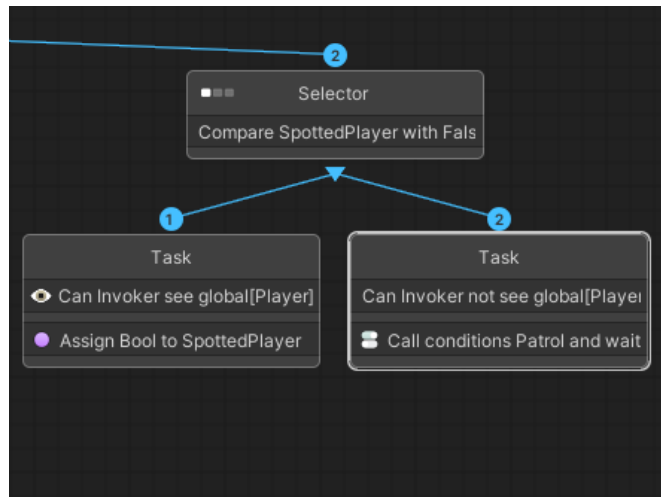 2
Selector
Compare SpottedPlayer with Fals
1
2
Task
Can Invoker see global[Player]
Assign Bool to SpottedPlayer
Task
Can Invoker not see global[Player
Call conditions Patrol and wait